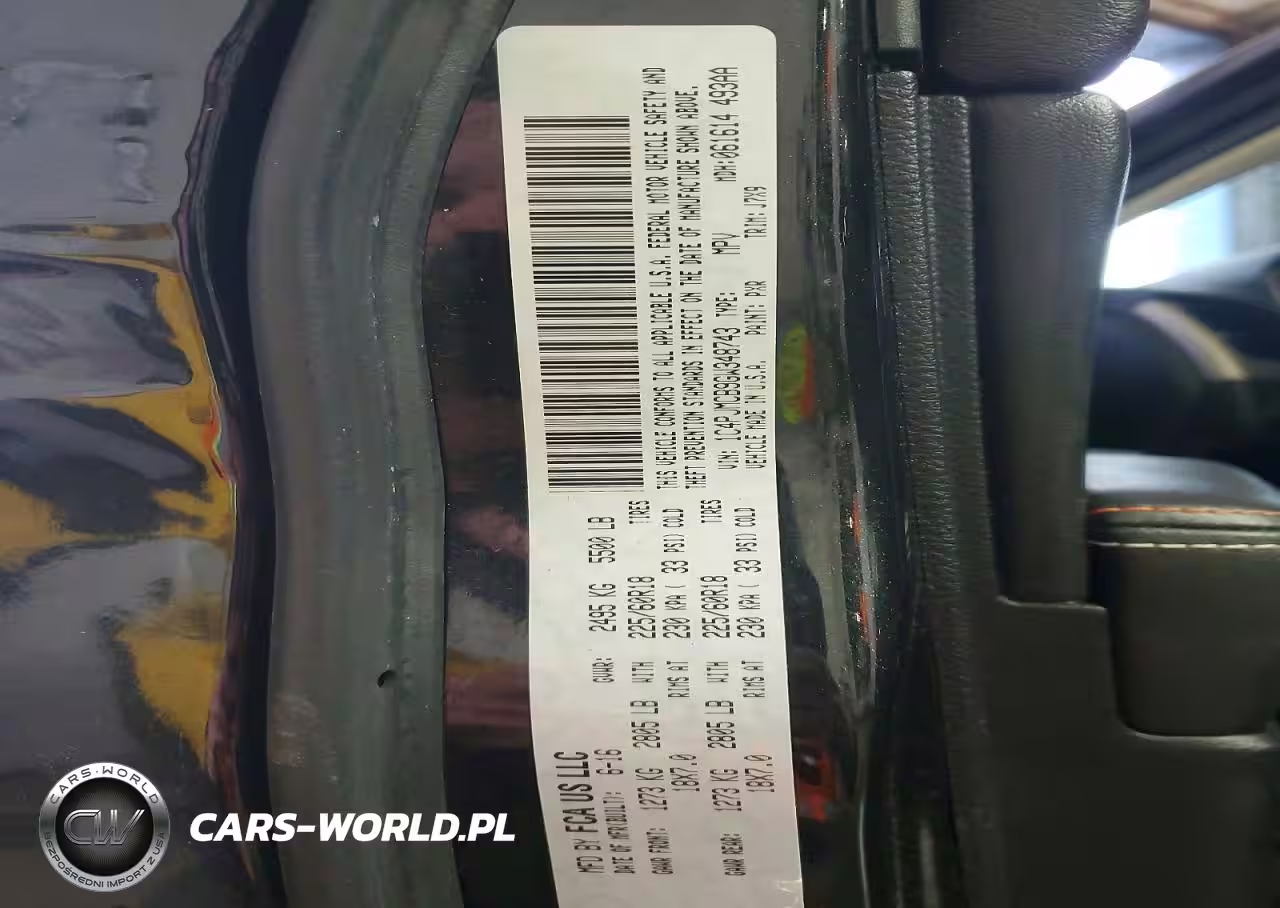 MFD BY FCA US LLC
DATE OF MFR(BUILT): 6-16
GVWR: 2495 KG 5500 LB
GAWR FRONT: 1273 KG 2805 LB WITH 225/60R18 TIRES
18X7.0 RIMS AT 230 KPA ( 33 PSI) COLD
GAWR REAR: 1273 KG 2805 LB WITH 225/60R18 TIRES
18X7.0 RIMS AT 230 KPA ( 33 PSI) COLD
THIS VEHICLE CONFORMS TO ALL APPLICABLE U.S.A. FEDERAL MOTOR VEHICLE SAFETY AND
THEFT PREVENTION STANDARDS IN EFFECT ON THE DATE OF MANUFACTURE SHOWN ABOVE.
VIN: 1C4PJMCB9GW348743 TYPE: MPV MDH:061614 493AA
VEHICLE MADE IN U.S.A. PAINT: PXR TRIM: J7X9
CARS-WORLD
CW
BEZPOŚREDNI IMPORT Z USA
CARS-WORLD.PL